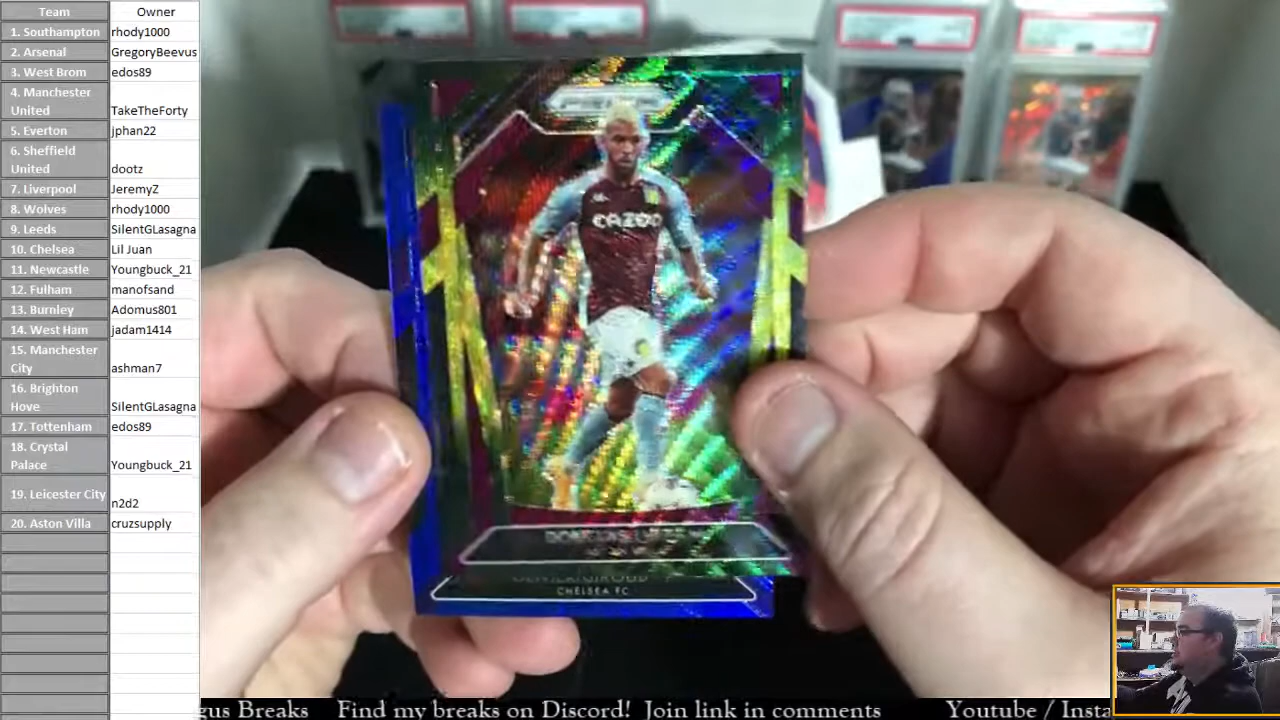 Team Owner
1. Southampton rhody1000
2. Arsenal GregoryBeevus
3. West Brom edos89
4. Manchester
United TakeTheForty
5. Everton jphan22
6. Sheffield
United dootz
7. Liverpool JeremyZ
8. Wolves rhody1000
9. Leeds SilentGLasagna
10. Chelsea Lil Juan
11. Newcastle Youngbuck_21
12. Fulham manofsand
13. Burnley Adomus801
14. West Ham jadam1414
15. Manchester
City ashman7
16. Brighton
Hove SilentGLasagna
17. Tottenham edos89
18. Crystal
Palace Youngbuck_21
19. Leicester City n2d2
20. Aston Villa cruzsupply
CAZOO
CHELSEA FC
gus Breaks Find my breaks on Discord! Join link in comments Youtube / Insta